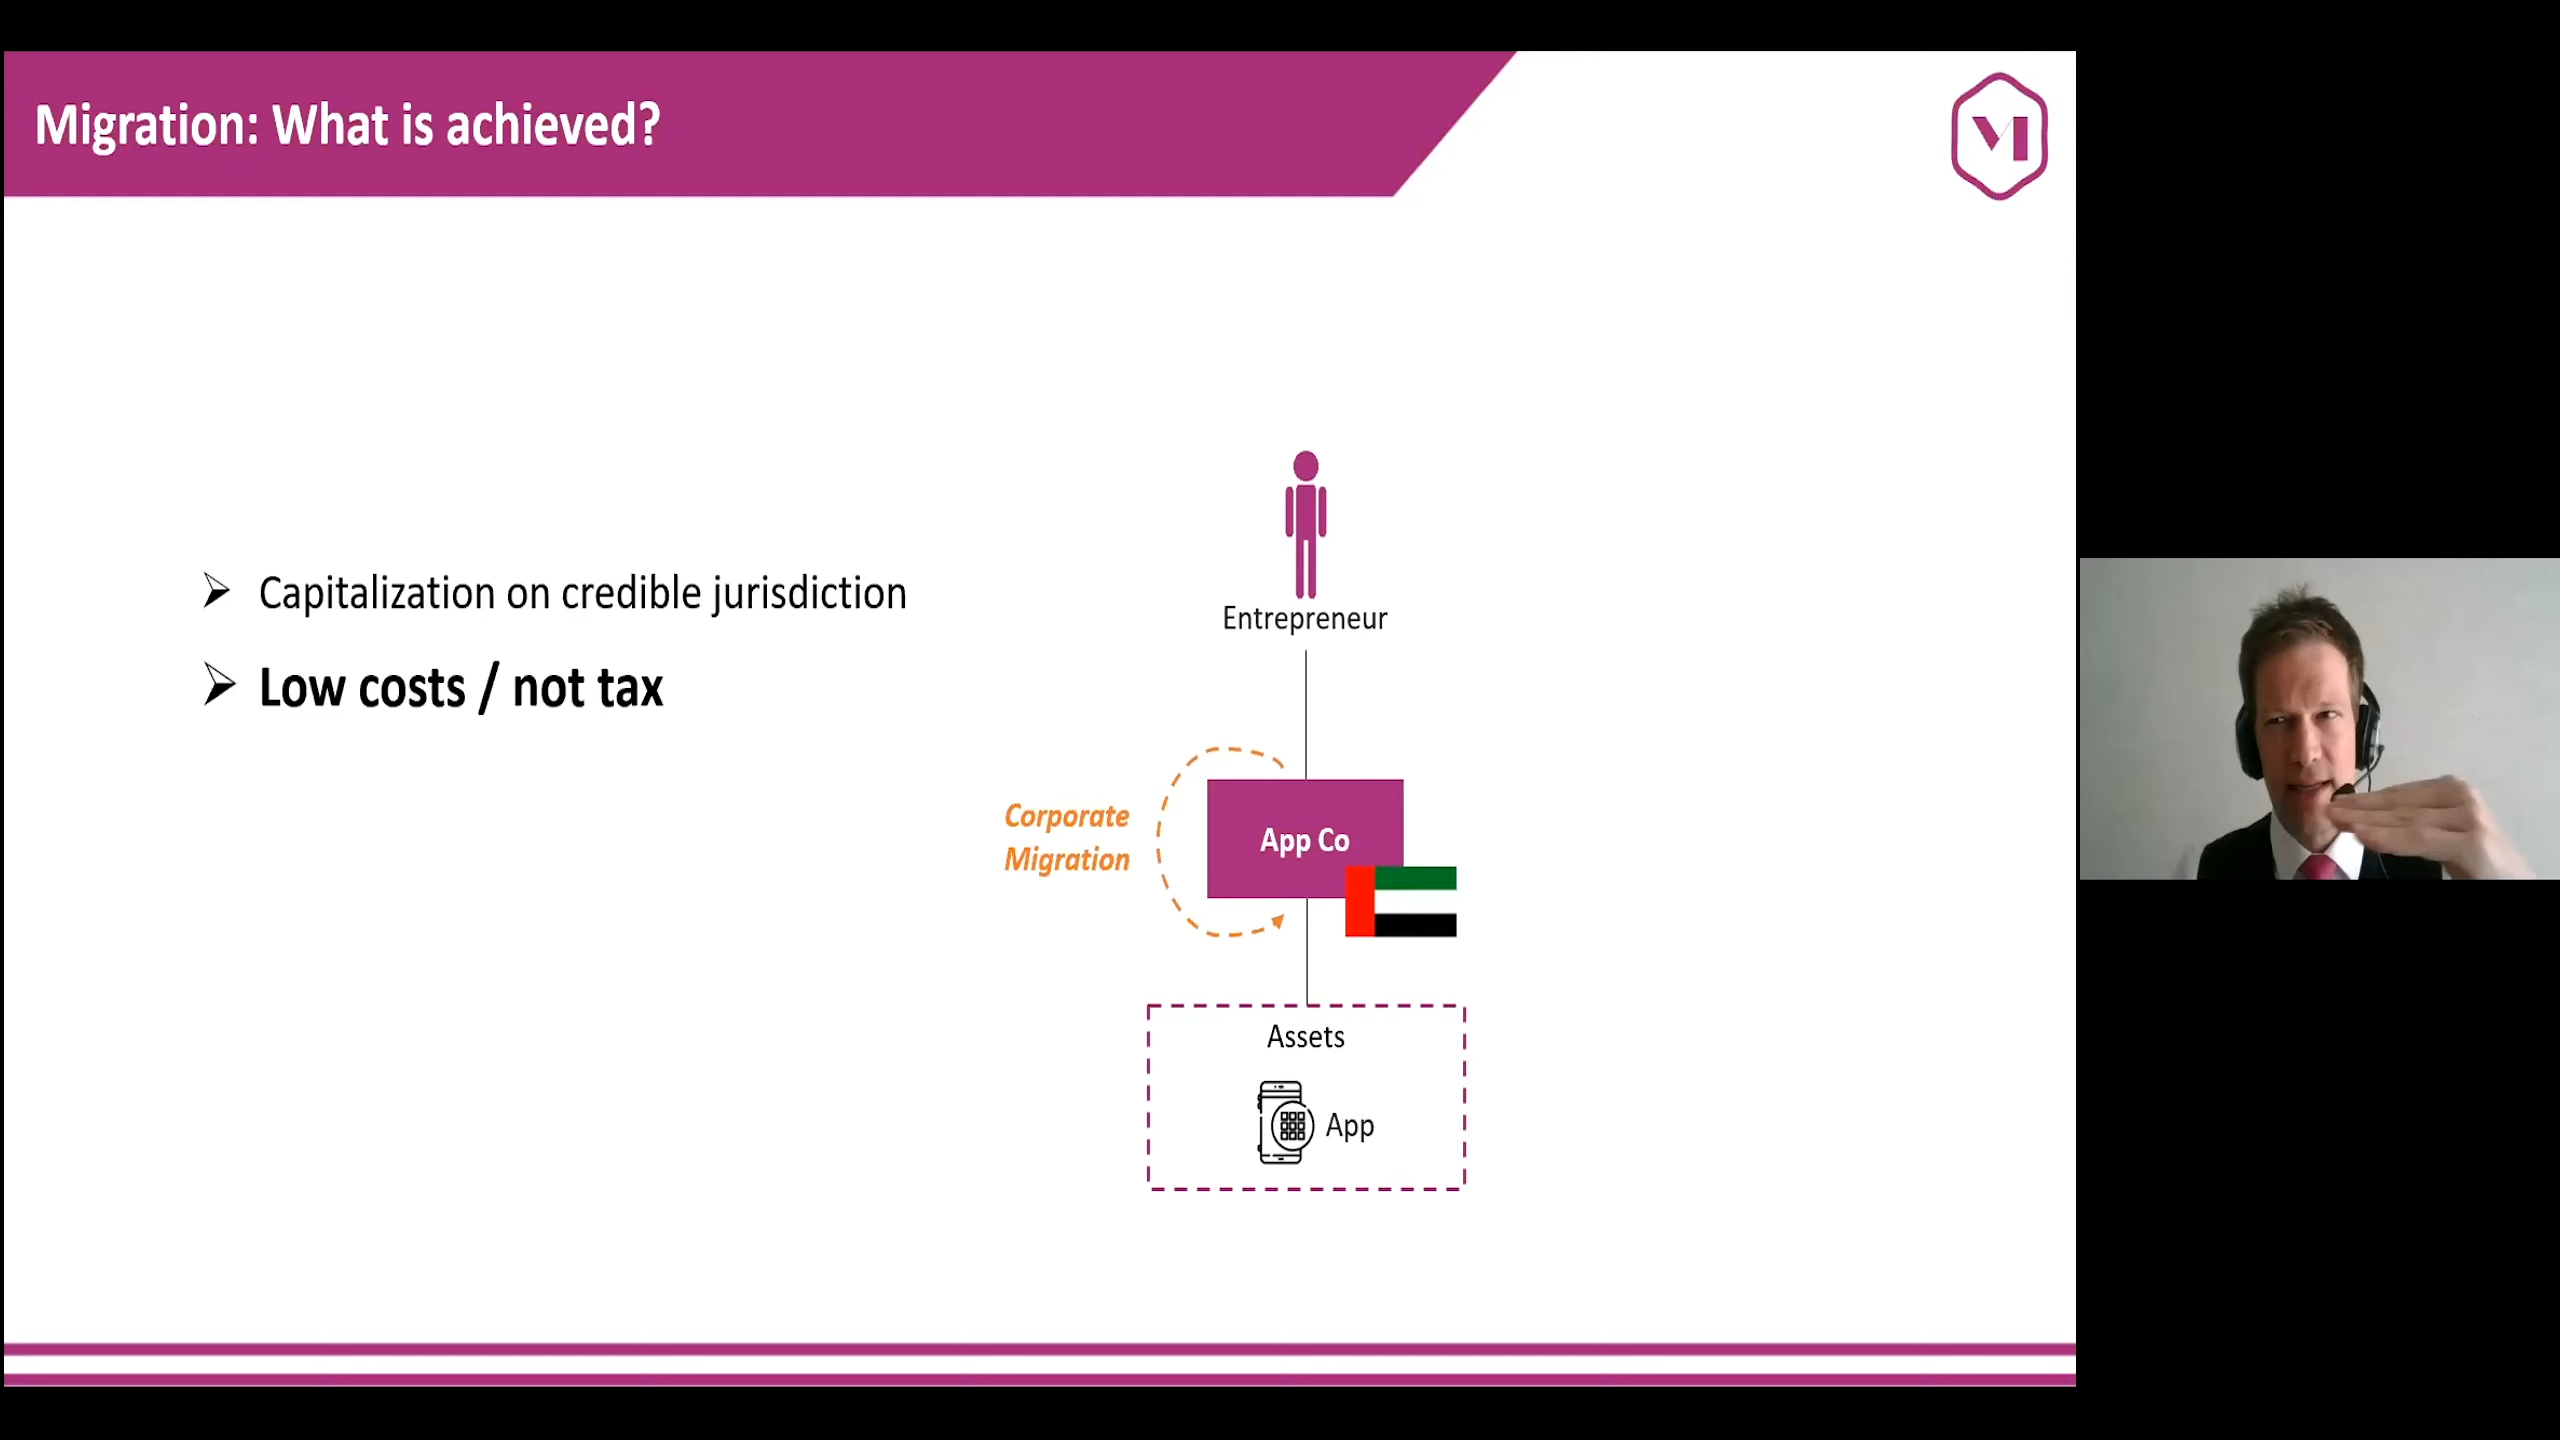 Migration: What is achieved?
Capitalization on credible jurisdiction
Low costs / not tax
Entrepreneur
Corporate
Migration
App Co
Assets
App